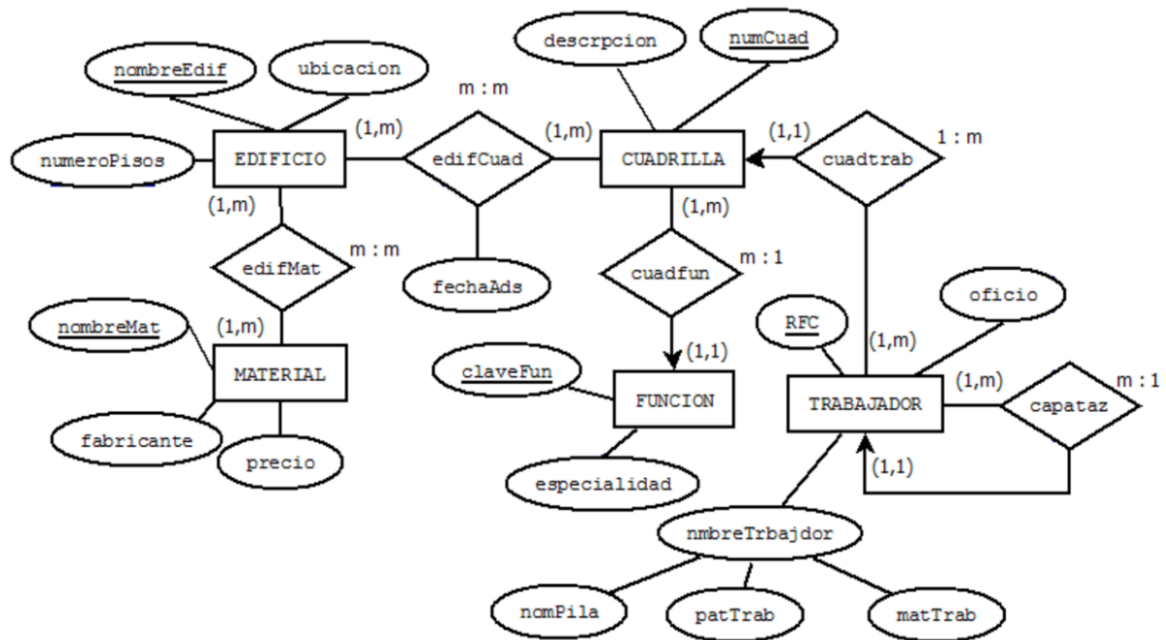 descrpcion
numCuad
nombreEdif
ubicacion
m : m
numeroPisos
EDIFICIO
(1,m)
edifCuad
(1,m)
CUADRILLA
(1,1)
cuadtrab
1 : m
(1,m)
(1,m)
edifMat
m : m
fechaAds
cuadfun
m : 1
oficio
RFC
nombreMat
(1,m)
MATERIAL
claveFun
(1,1)
FUNCION
(1,m)
TRABAJADOR
(1,m)
capataz
m : 1
fabricante
precio
especialidad
(1,1)
nmbreTrbajdor
nomPila
patTrab
matTrab